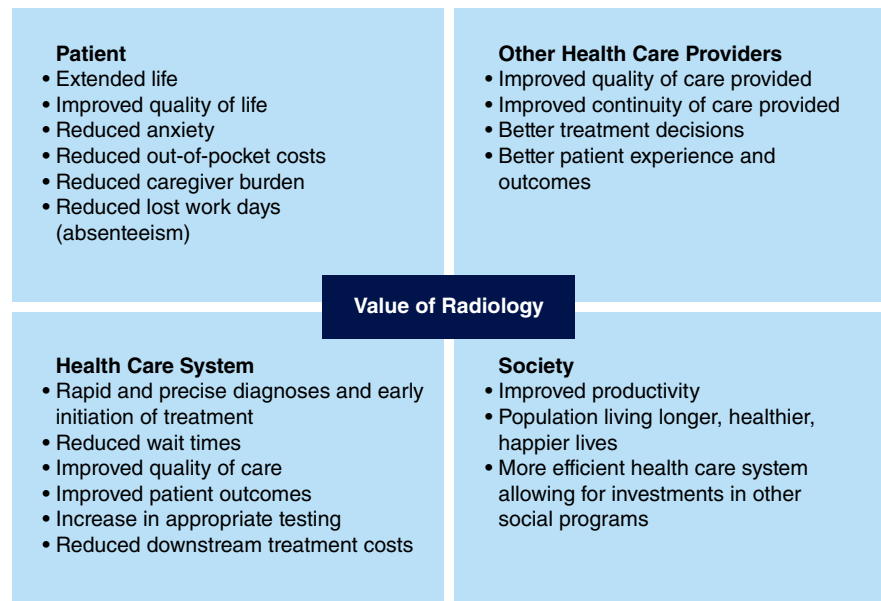 Patient
• Extended life
• Improved quality of life
• Reduced anxiety
• Reduced out-of-pocket costs
• Reduced caregiver burden
• Reduced lost work days
(absenteeism)
Other Health Care Providers
• Improved quality of care provided
• Improved continuity of care provided
• Better treatment decisions
• Better patient experience and
outcomes
Value of Radiology
Health Care System
• Rapid and precise diagnoses and early
initiation of treatment
• Reduced wait times
• Improved quality of care
• Improved patient outcomes
• Increase in appropriate testing
• Reduced downstream treatment costs
Society
• Improved productivity
• Population living longer, healthier,
happier lives
• More efficient health care system
allowing for investments in other
social programs